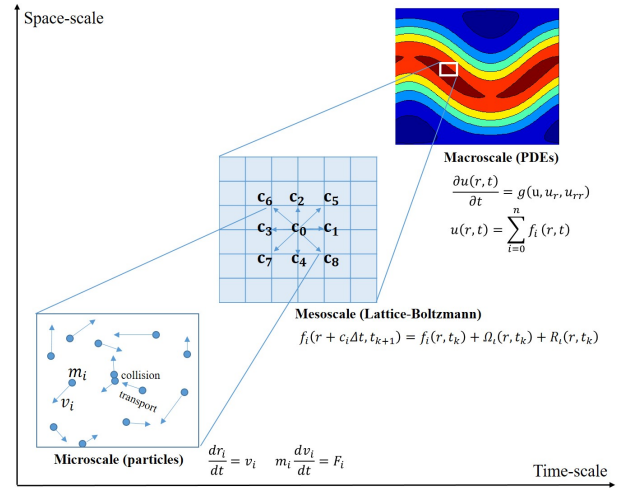 Space-scale
Macroscale (PDEs)
∂u(r, t)/∂t = g(u, u_r, u_rr)
u(r, t) = ∑_{i=0}^{n} f_i (r, t)
c₆ c₂ c₅
c₃ c₀ c₁
c₇ c₄ c₈
Mesoscale (Lattice-Boltzmann)
f_i(r + c_iΔt, t_{k+1}) = f_i(r, t_k) + Ω_i(r, t_k) + R_i(r, t_k)
m_i
collision
v_i
transport
Microscale (particles)
dr_i/dt = v_i m_i dv_i/dt = F_i
Time-scale